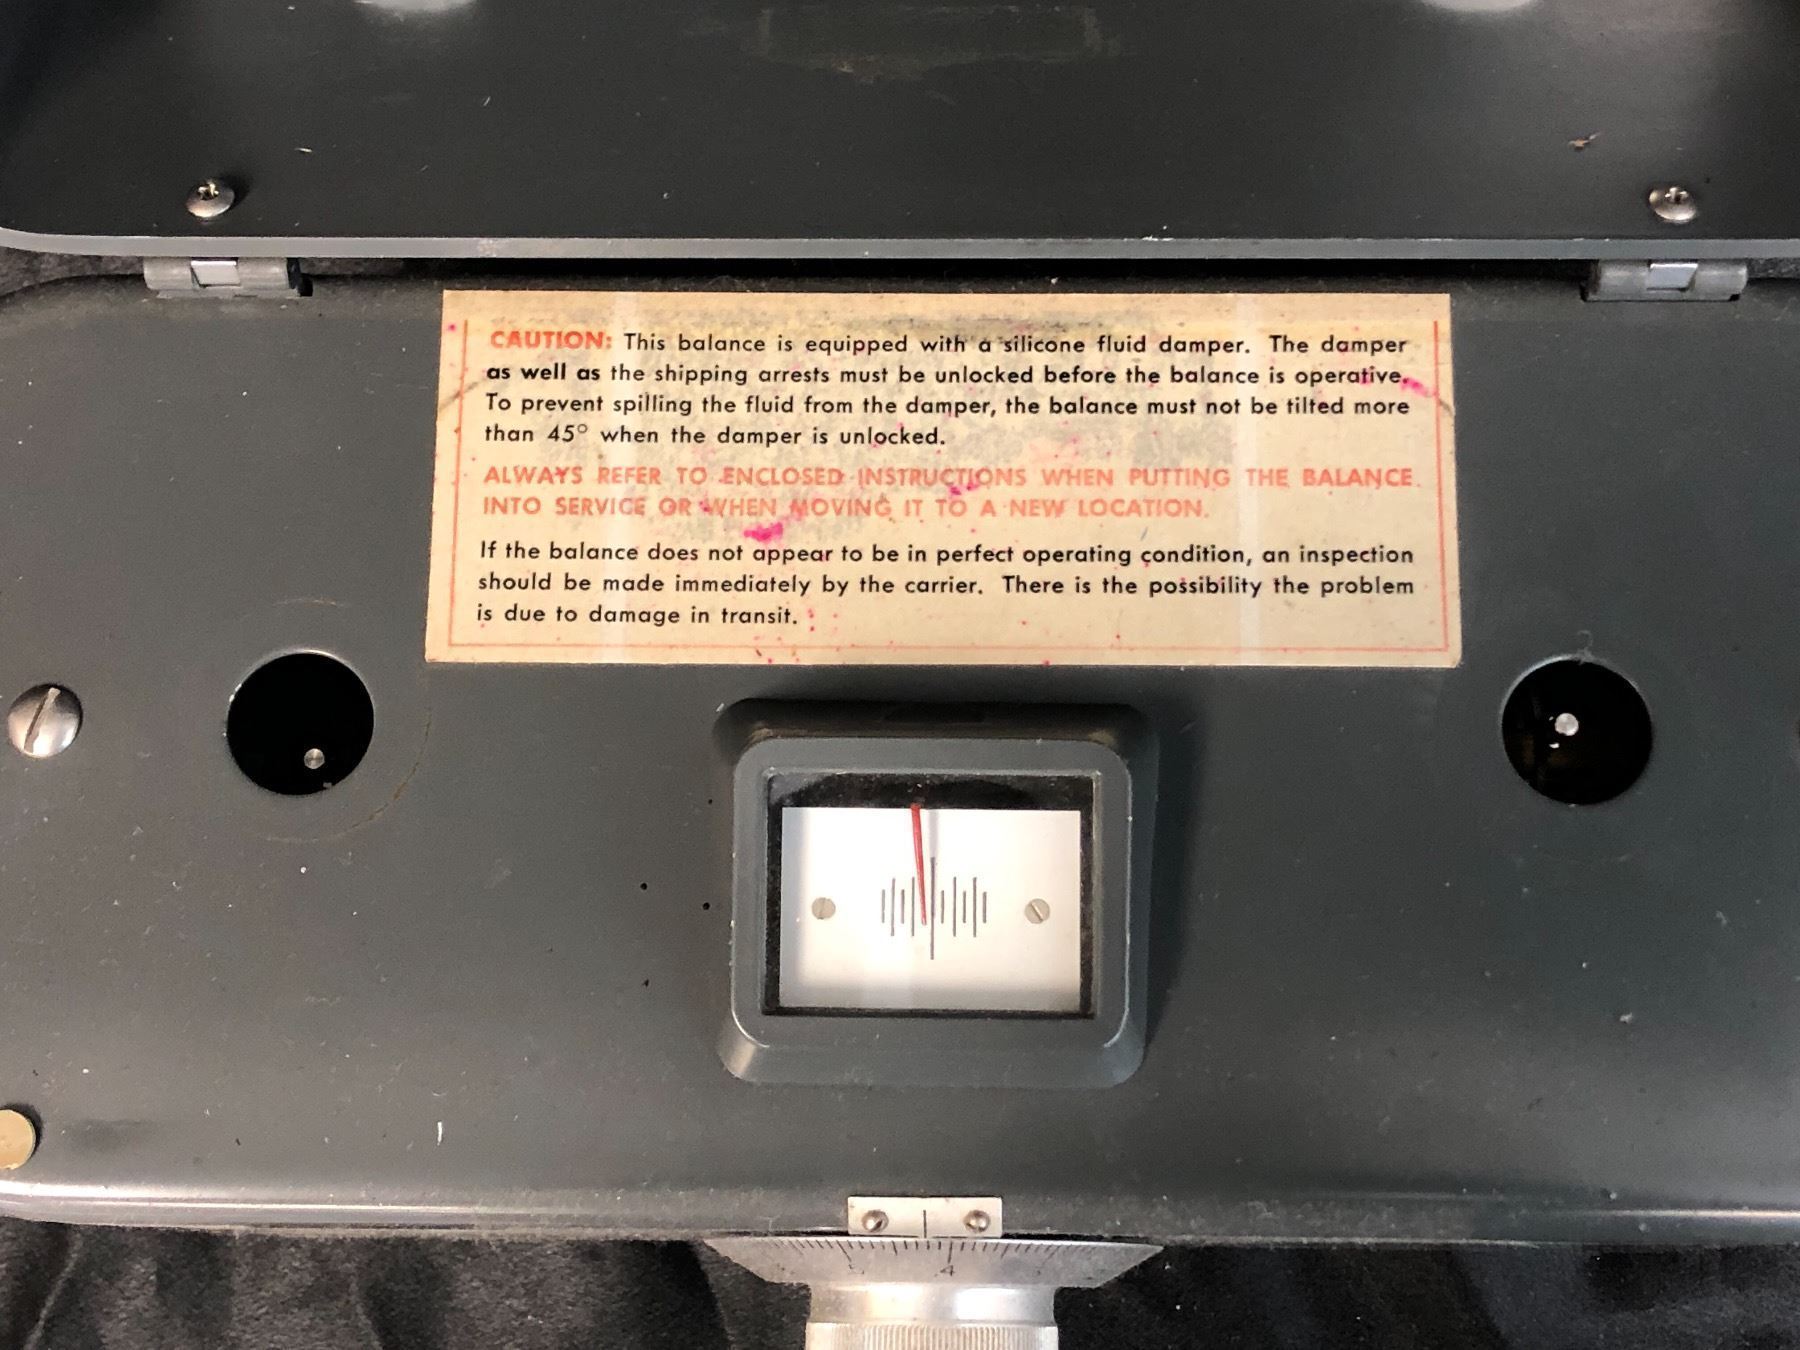 CAUTION: This balance is equipped with a silicone fluid damper. The damper
as well as the shipping arrests must be unlocked before the balance is operative.
To prevent spilling the fluid from the damper, the balance must not be tilted more
than 45° when the damper is unlocked.
ALWAYS REFER TO ENCLOSED INSTRUCTIONS WHEN PUTTING THE BALANCE
INTO SERVICE OR WHEN MOVING IT TO A NEW LOCATION.
If the balance does not appear to be in perfect operating condition, an inspection
should be made immediately by the carrier. There is the possibility the problem
is due to damage in transit.
4